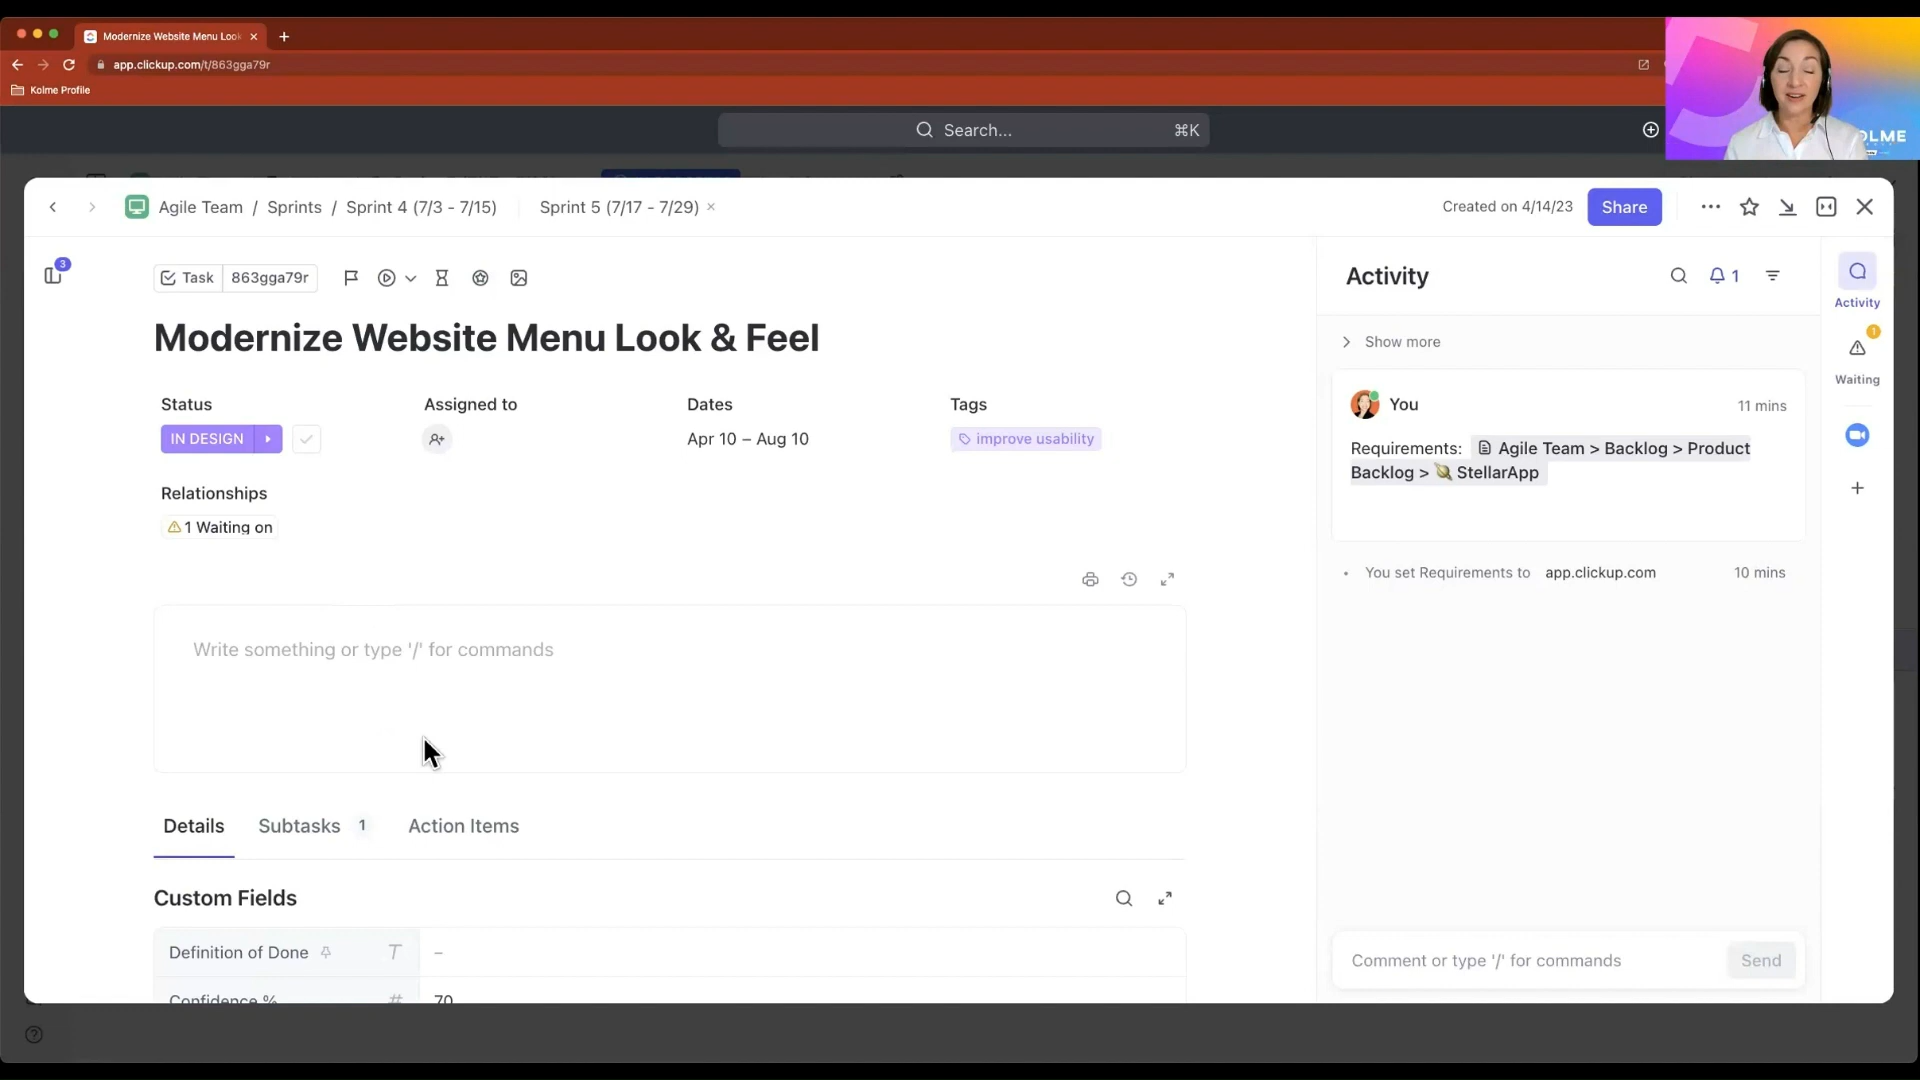 Modernize Website Menu Look
app.clickup.com/t/863gga79r
Kolme Profile
Search...
⌘K
OLME
Agile Team / Sprints / Sprint 4 (7/3 - 7/15)
Sprint 5 (7/17 - 7/29)
Created on 4/14/23
Share
3
Task
863gga79r
Modernize Website Menu Look & Feel
Status
Assigned to
Dates
Tags
IN DESIGN
Apr 10 – Aug 10
improve usability
Relationships
1 Waiting on
Write something or type '/' for commands
Details
Subtasks 1
Action Items
Custom Fields
Definition of Done
–
Confidence %
70
Activity
1
Show more
You
11 mins
Requirements: Agile Team > Backlog > Product
Backlog > StellarApp
You set Requirements to app.clickup.com
10 mins
Comment or type '/' for commands
Send
Activity
1
Waiting